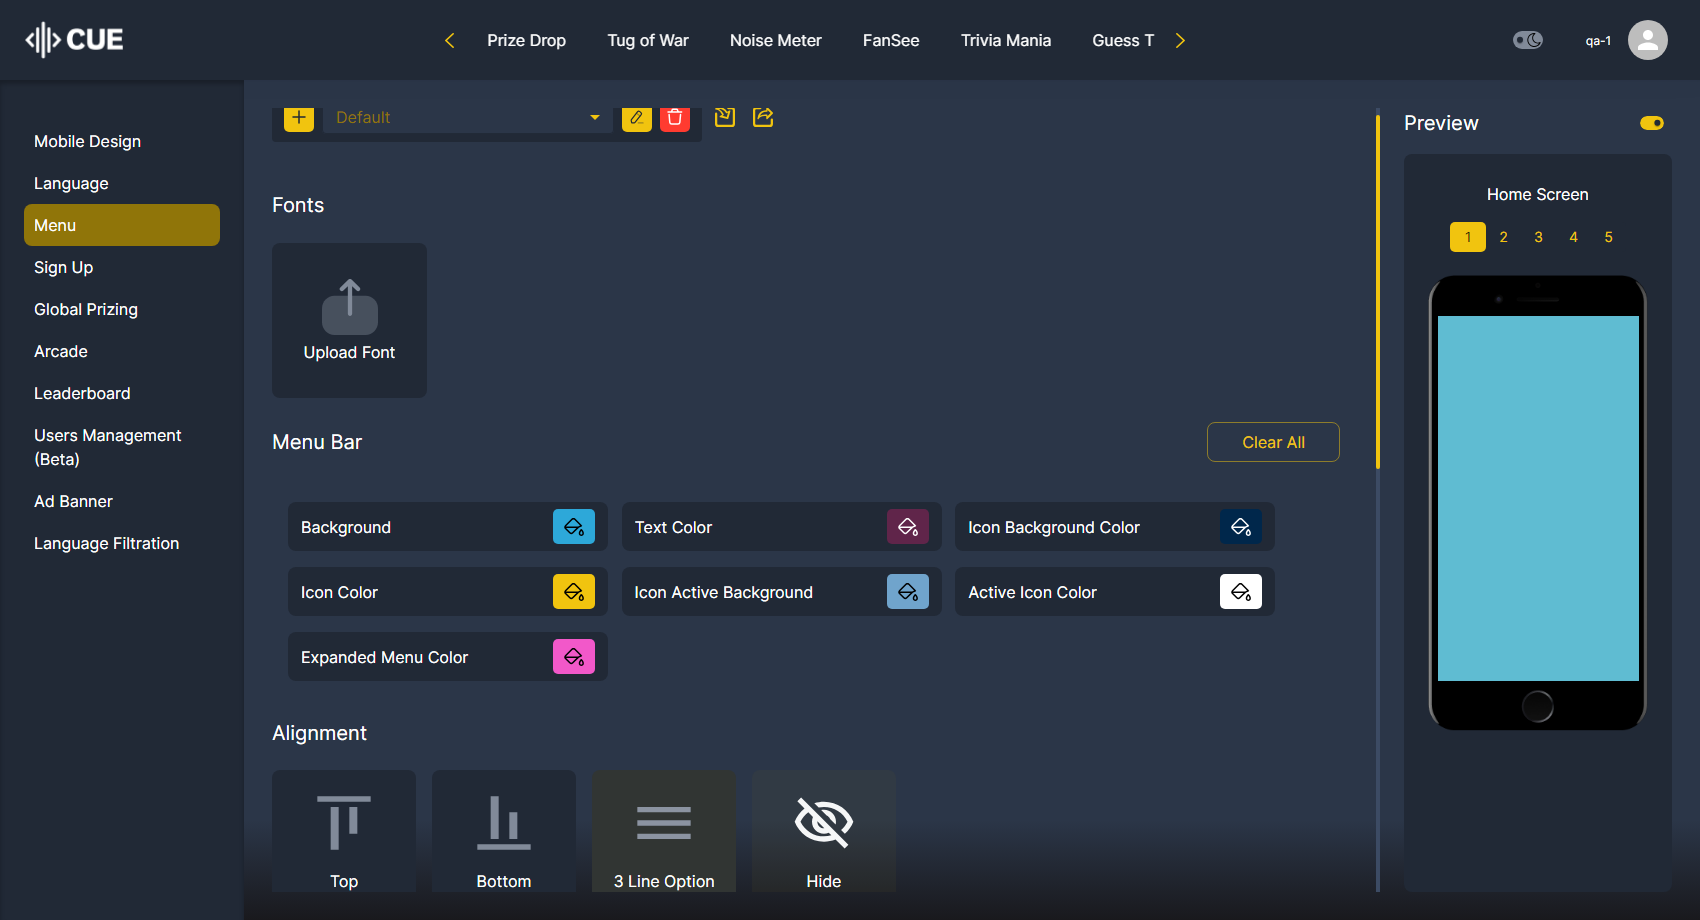 CUE
Prize Drop
Tug of War
Noise Meter
FanSee
Trivia Mania
Guess T
qa-1
Mobile Design
Language
Menu
Sign Up
Global Prizing
Arcade
Leaderboard
Users Management
(Beta)
Ad Banner
Language Filtration
Default
Fonts
Upload Font
Menu Bar
Clear All
Background
Text Color
Icon Background Color
Icon Color
Icon Active Background
Active Icon Color
Expanded Menu Color
Alignment
Top
Bottom
3 Line Option
Hide
Preview
Home Screen
1 2 3 4 5